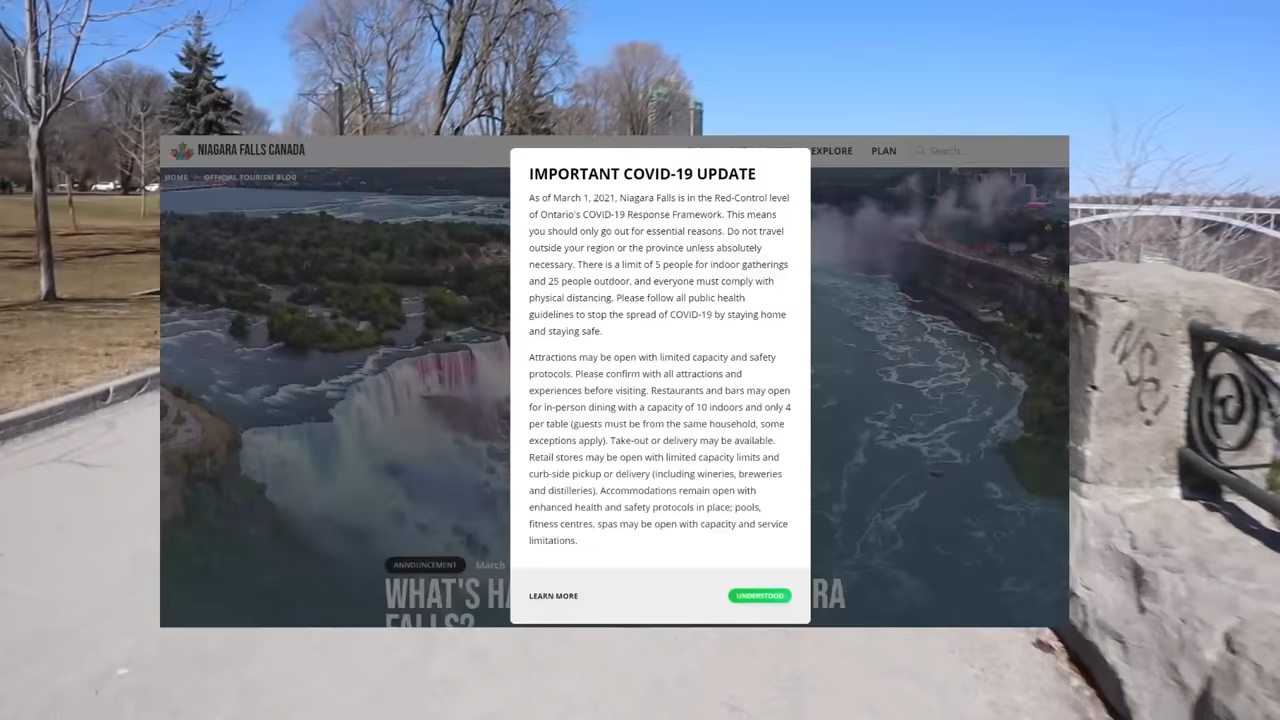 NIAGARA FALLS CANADA
EXPLORE PLAN Search...
HOME OFFICIAL TOURISM BLOG
IMPORTANT COVID-19 UPDATE
As of March 1, 2021, Niagara Falls is in the Red-Control level
of Ontario's COVID-19 Response Framework. This means
you should only go out for essential reasons. Do not travel
outside your region or the province unless absolutely
necessary. There is a limit of 5 people for indoor gatherings
and 25 people outdoor, and everyone must comply with
physical distancing. Please follow all public health
guidelines to stop the spread of COVID-19 by staying home
and staying safe.
Attractions may be open with limited capacity and safety
protocols. Please confirm with all attractions and
experiences before visiting. Restaurants and bars may open
for in-person dining with a capacity of 10 indoors and only 4
per table (guests must be from the same household, some
exceptions apply). Take-out or delivery may be available.
Retail stores may be open with limited capacity limits and
curb-side pickup or delivery (including wineries, breweries
and distilleries). Accommodations remain open with
enhanced health and safety protocols in place; pools,
fitness centres, spas may be open with capacity and service
limitations.
ANNOUNCEMENT March
WHAT'S HA RA
FALLS?
LEARN MORE UNDERSTOOD